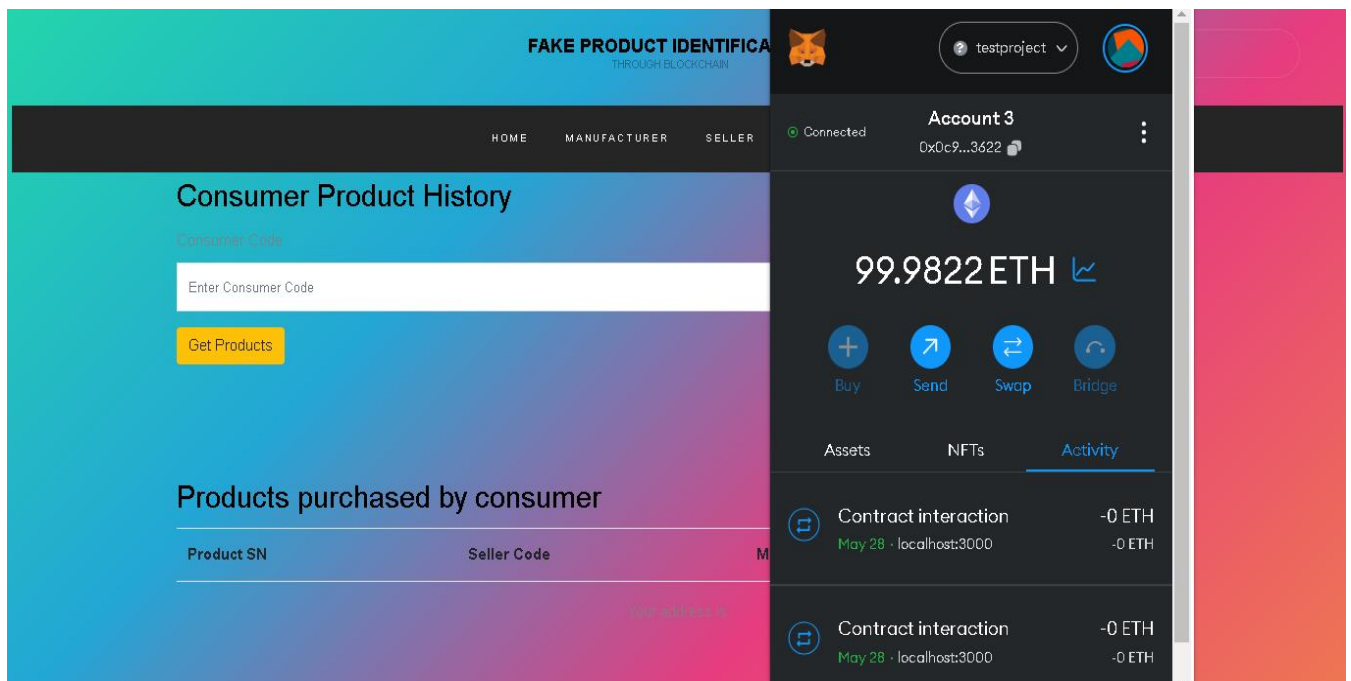 FAKE PRODUCT IDENTIFICA
THROUGH BLOCKCHAIN
HOME MANUFACTURER SELLER
Consumer Product History
Consumer Code
Enter Consumer Code
Get Products
Products purchased by consumer
Product SN Seller Code M
Your address is
testproject
Connected
Account 3
0x0c9...3622
99.9822 ETH
Buy Send Swap Bridge
Assets NFTs Activity
Contract interaction -0 ETH
May 28 · localhost:3000 -0 ETH
Contract interaction -0 ETH
May 28 · localhost:3000 -0 ETH